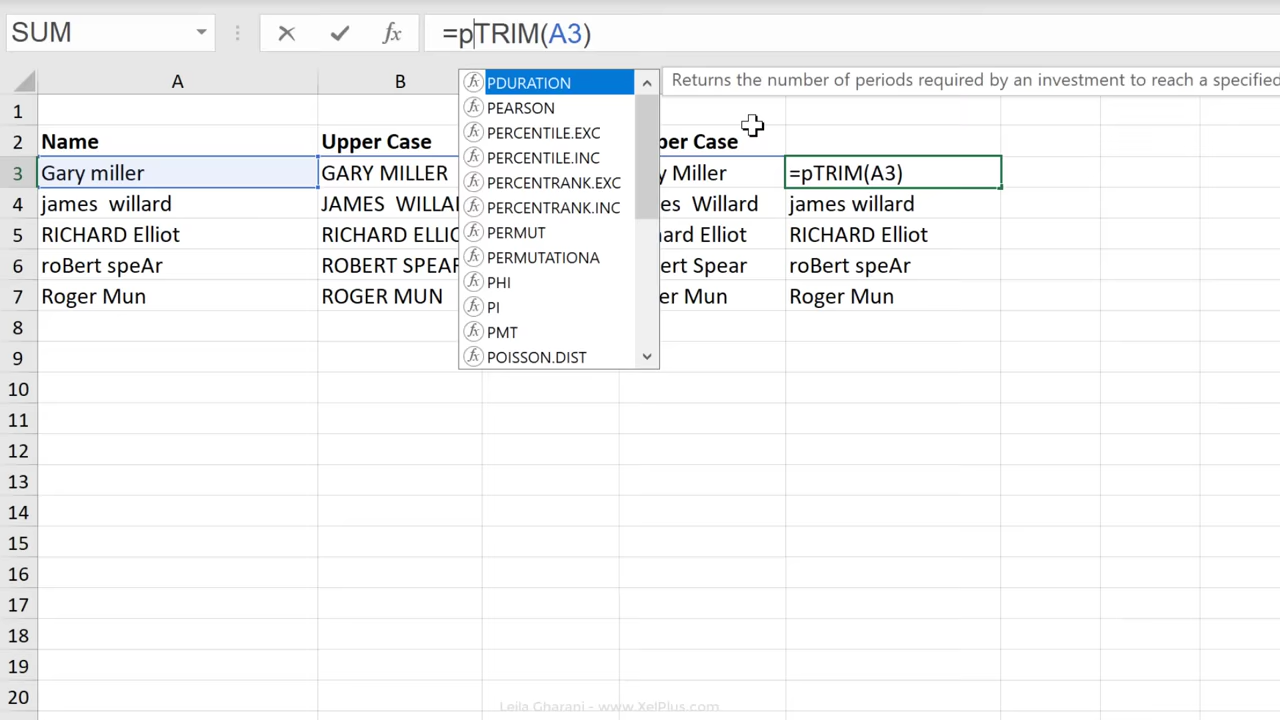 SUM =pTRIM(A3)
PDURATION Returns the number of periods required by an investment to reach a specified
A B PEARSON
1 PERCENTILE.EXC
2 Name Upper Case PERCENTILE.INC per Case
3 Gary miller GARY MILLER PERCENTRANK.EXC y Miller =pTRIM(A3)
4 james  willard JAMES  WILLA PERCENTRANK.INC es  Willard james willard
5 RICHARD Elliot RICHARD ELLIO PERMUT ard Elliot RICHARD Elliot
6 roBert speAr ROBERT SPEAR PERMUTATIONA ert Spear roBert speAr
7 Roger Mun ROGER MUN PHI er Mun Roger Mun
PI
8 PMT
9 POISSON.DIST
10
11
12
13
14
15
16
17
18
19
20
Leila Gharani - www.XelPlus.com